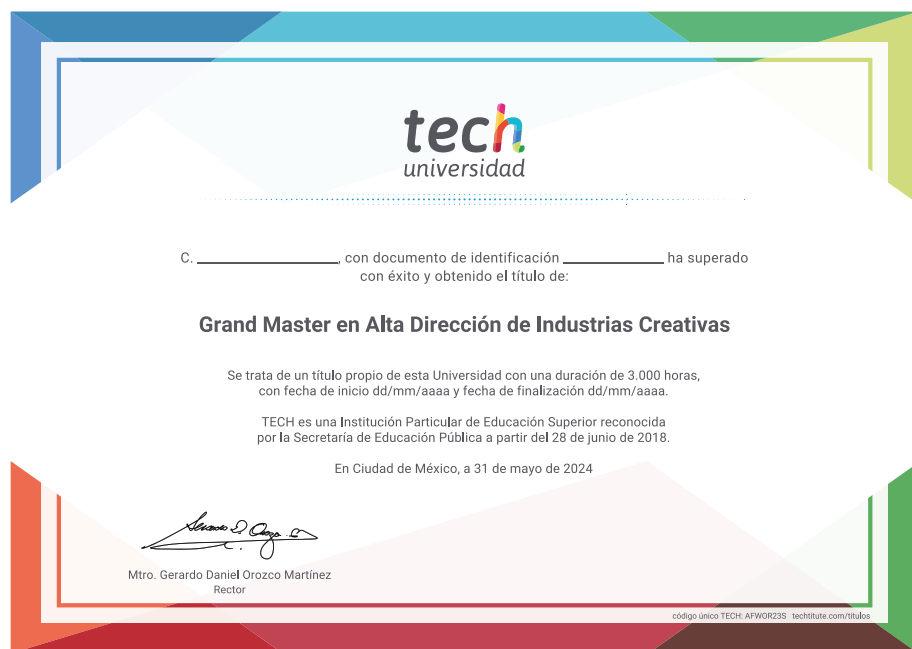 tech
universidad
C. , con documento de identificación ha superado
con éxito y obtenido el título de:
Grand Master en Alta Dirección de Industrias Creativas
Se trata de un título propio de esta Universidad con una duración de 3.000 horas,
con fecha de inicio dd/mm/aaaa y fecha de finalización dd/mm/aaaa.
TECH es una Institución Particular de Educación Superior reconocida
por la Secretaría de Educación Pública a partir del 28 de junio de 2018.
En Ciudad de México, a 31 de mayo de 2024
Mtro. Gerardo Daniel Orozco Martínez
Rector
código único TECH: AFWOR23S techtitute.com/titulos